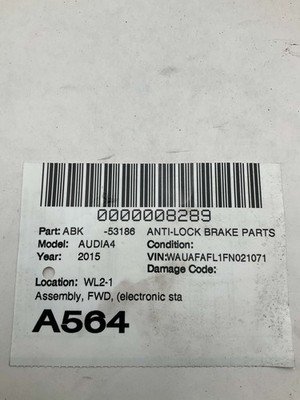 0000008289
Part: ABK -53186 ANTI-LOCK BRAKE PARTS
Model: AUDIA4 Condition:
Year: 2015 VIN:WAUAFAFL1FN021071
Damage Code:
Location: WL2-1
Assembly, FWD, (electronic sta
A564